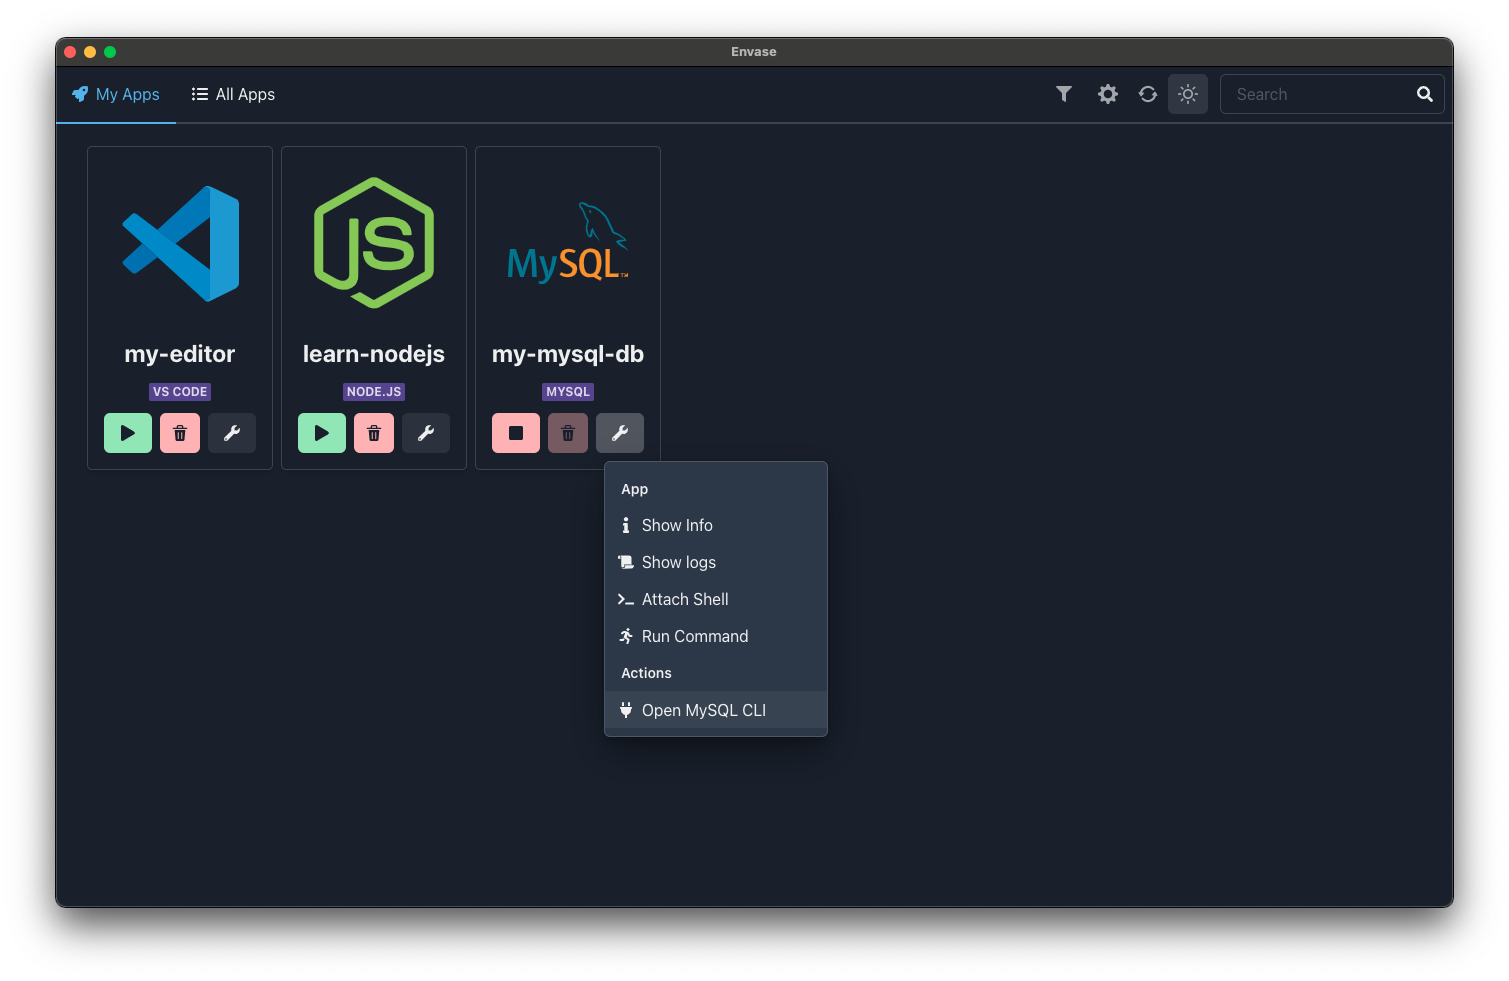 Envase
My Apps
All Apps
Search
JS
MySQL™
my-editor
learn-nodejs
my-mysql-db
VS CODE
NODE.JS
MYSQL
App
Show Info
Show logs
Attach Shell
Run Command
Actions
Open MySQL CLI